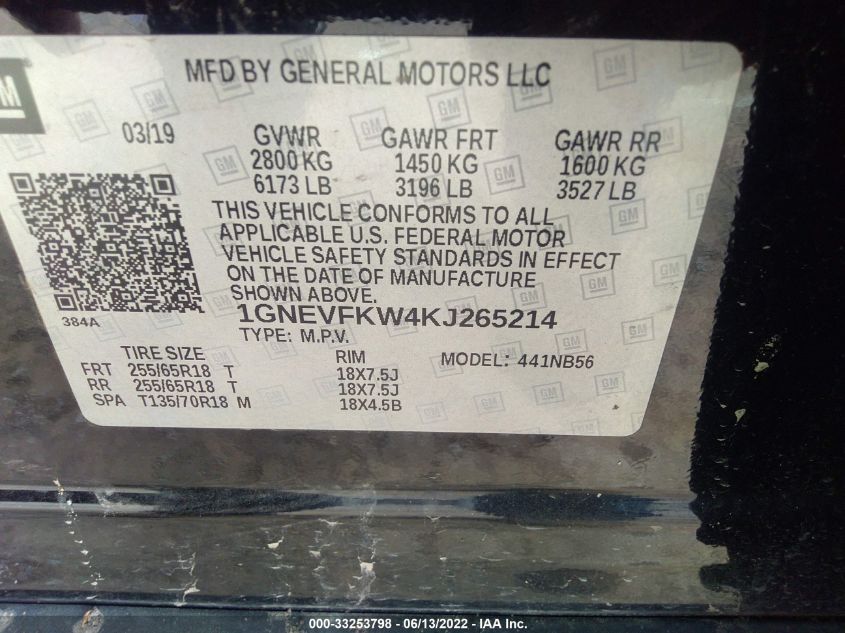 GM
MFD BY GENERAL MOTORS LLC
03/19 GVWR GAWR FRT GAWR RR
2800 KG 1450 KG 1600 KG
6173 LB 3196 LB 3527 LB
THIS VEHICLE CONFORMS TO ALL
APPLICABLE U.S. FEDERAL MOTOR
VEHICLE SAFETY STANDARDS IN EFFECT
ON THE DATE OF MANUFACTURE
SHOWN ABOVE.
384A
1GNEVFKW4KJ265214
TYPE: M.P.V.
TIRE SIZE RIM MODEL: 441NB56
FRT 255/65R18 T 18X7.5J
RR 255/65R18 T 18X7.5J
SPA T135/70R18 M 18X4.5B
000-33253798 - 06/13/2022 - IAA Inc.